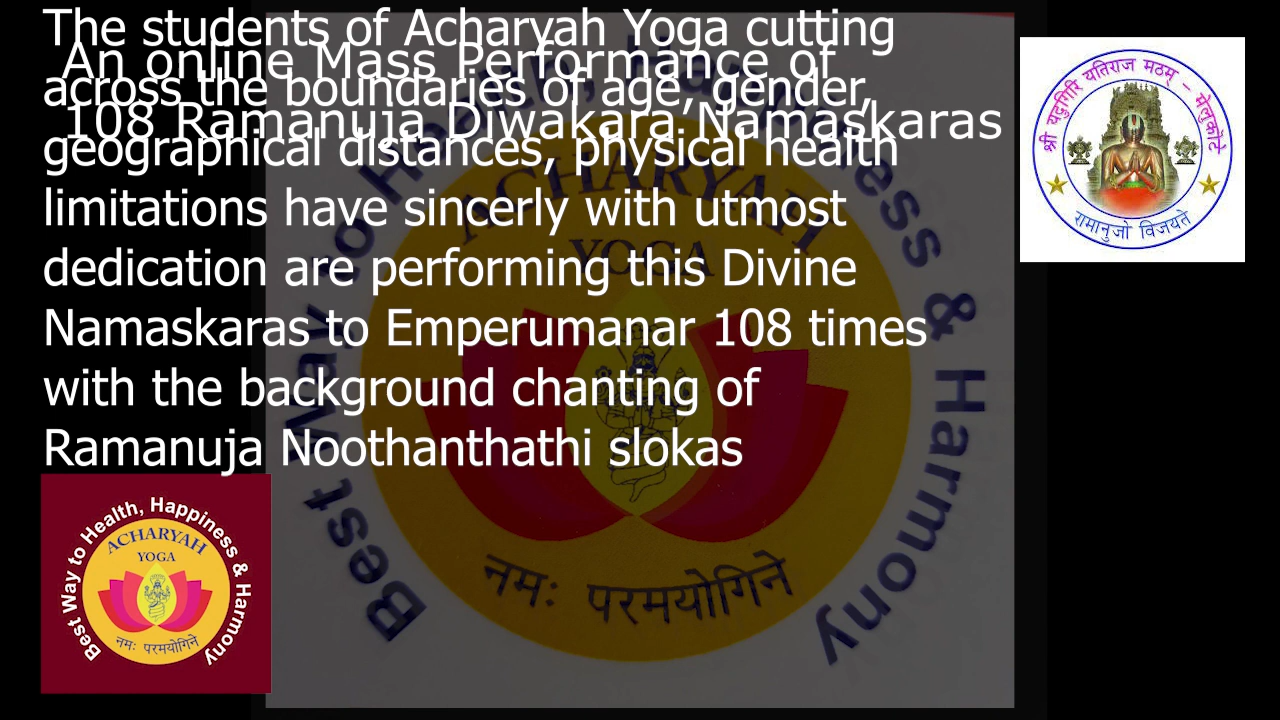 The students of Acharyah Yoga cutting
across the boundaries of age, gender,
geographical distances, physical health
limitations have sincerly with utmost
dedication are performing this Divine
Namaskaras to Emperumanar 108 times
with the background chanting of
Ramanuja Noothanthathi slokas
An online Mass Performance of
108 Ramanuja Diwakara Namaskaras
श्री यदुगिरि यतिराज मठम् - मेलुकोटे
रामानुजो विजयते
Best Way to Health, Happiness & Harmony
ACHARYAH
YOGA
नमः परमयोगिने
Best Way to Health, Happiness & Harmony
ACHARYAH
YOGA
नमः परमयोगिने